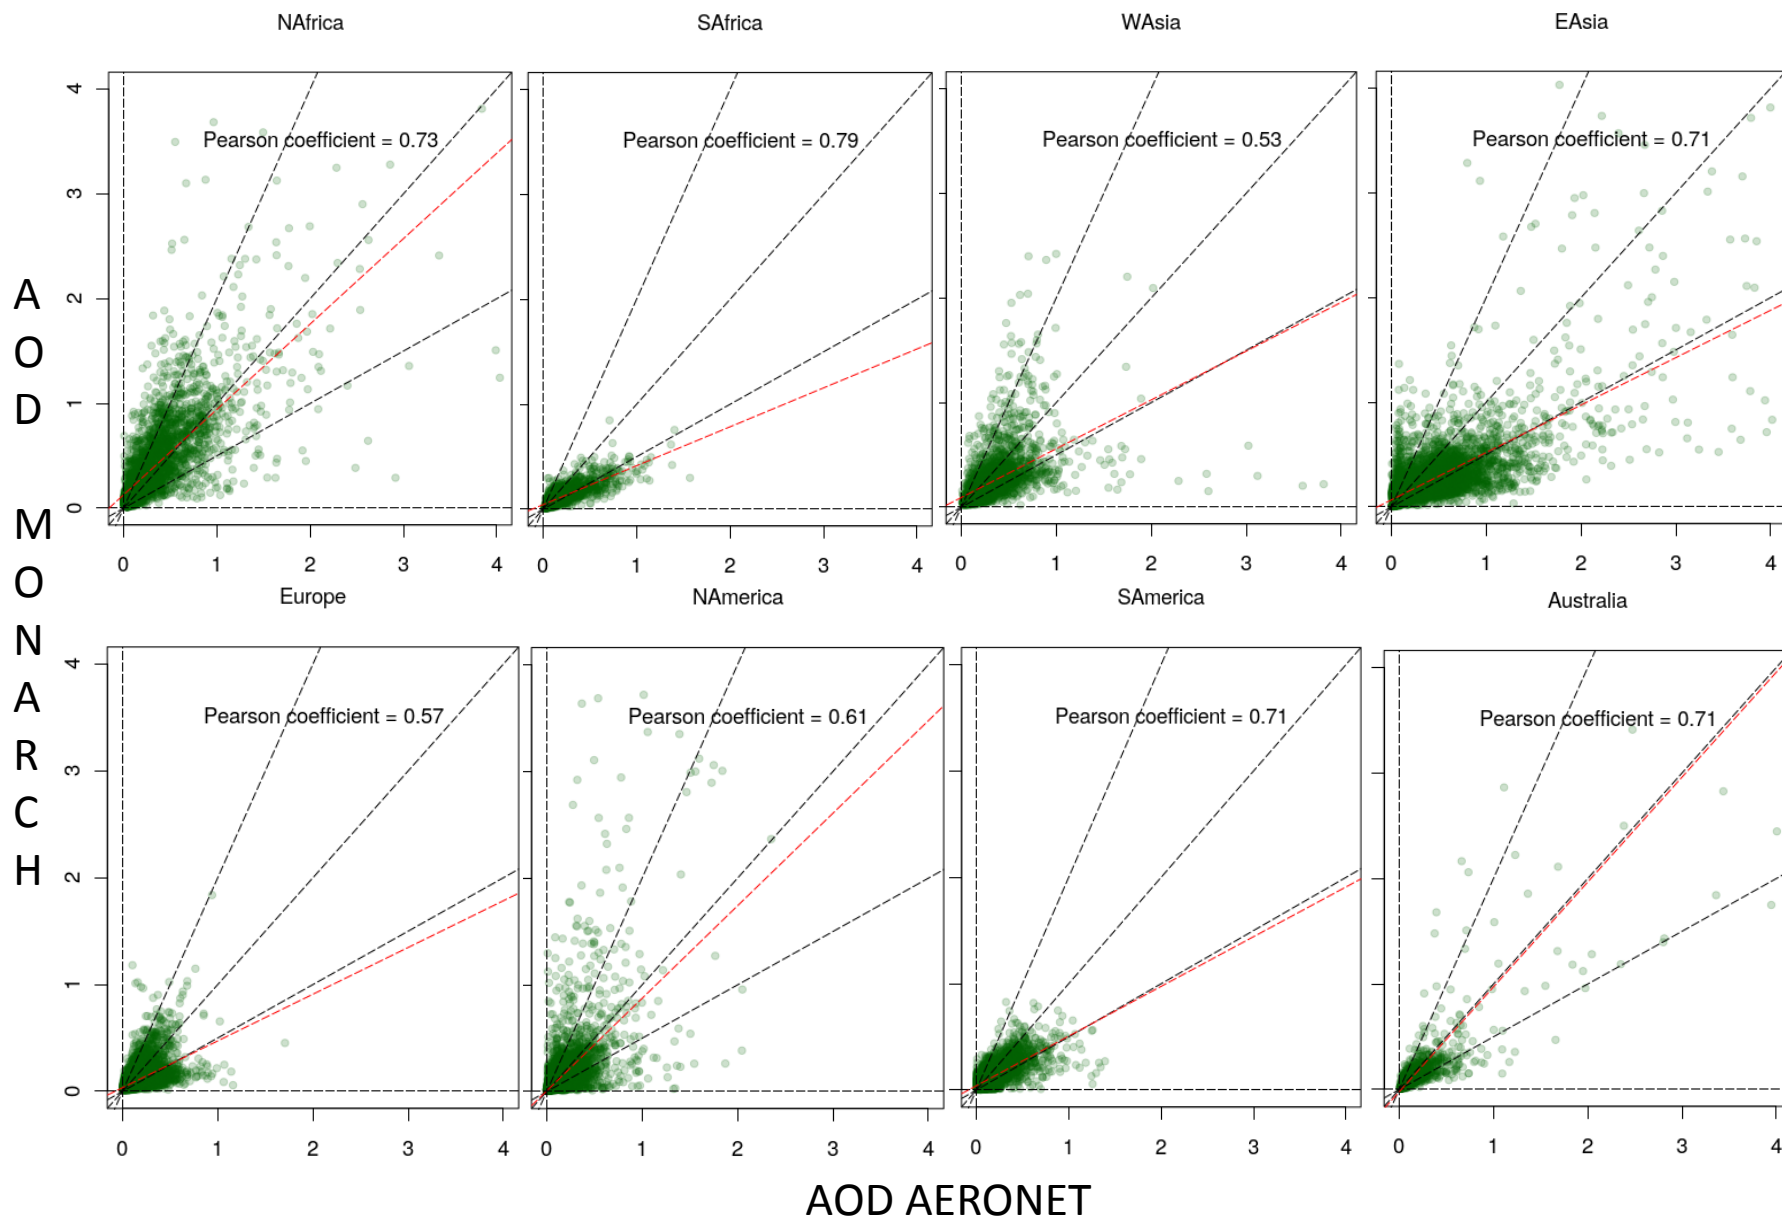 NAfrica
SAfrica
WAsia
EAsia
Pearson coefficient = 0.73
Pearson coefficient = 0.79
Pearson coefficient = 0.53
Pearson coefficient = 0.71
4
3
2
1
0
0 1 2 3 4
0 1 2 3 4
0 1 2 3 4
0 1 2 3 4
Europe
NAmerica
SAmerica
Australia
Pearson coefficient = 0.57
Pearson coefficient = 0.61
Pearson coefficient = 0.71
Pearson coefficient = 0.71
4
3
2
1
0
0 1 2 3 4
0 1 2 3 4
0 1 2 3 4
0 1 2 3 4
AOD MONARCH
AOD AERONET